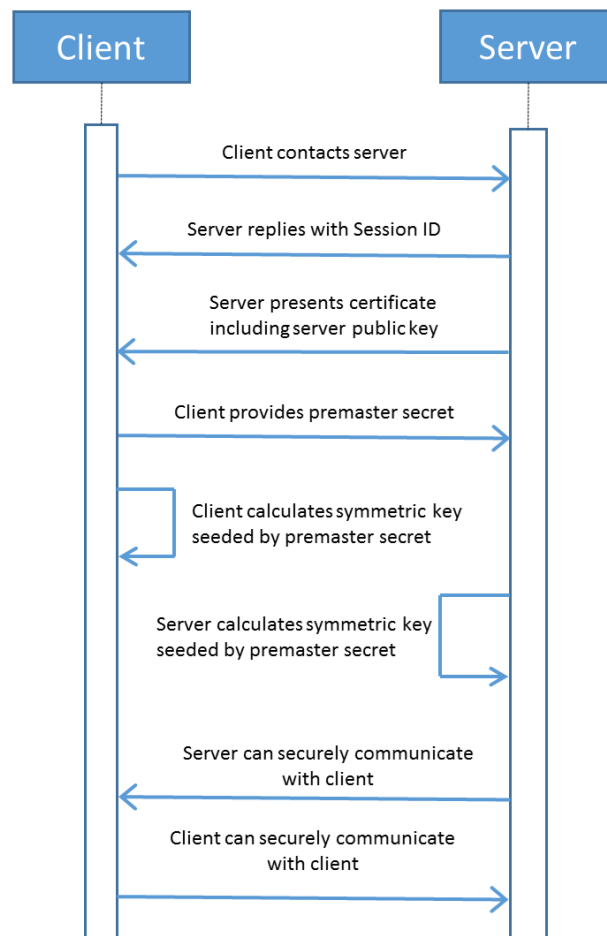 Client
Server
Client contacts server
Server replies with Session ID
Server presents certificate
including server public key
Client provides premaster secret
Client calculates symmetric key
seeded by premaster secret
Server calculates symmetric key
seeded by premaster secret
Server can securely communicate
with client
Client can securely communicate
with client